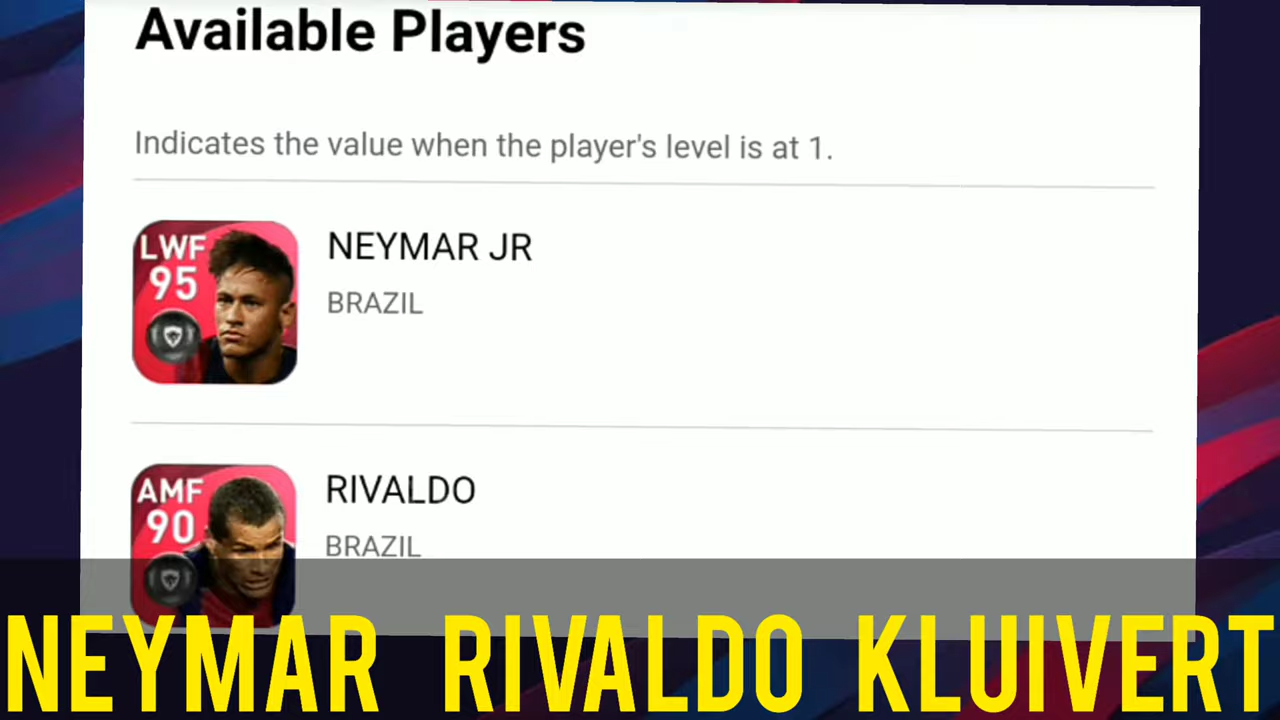 Available Players
Indicates the value when the player's level is at 1.
LWF
95
NEYMAR JR
BRAZIL
AMF
90
RIVALDO
BRAZIL
NEYMAR RIVALDO KLUIVERT